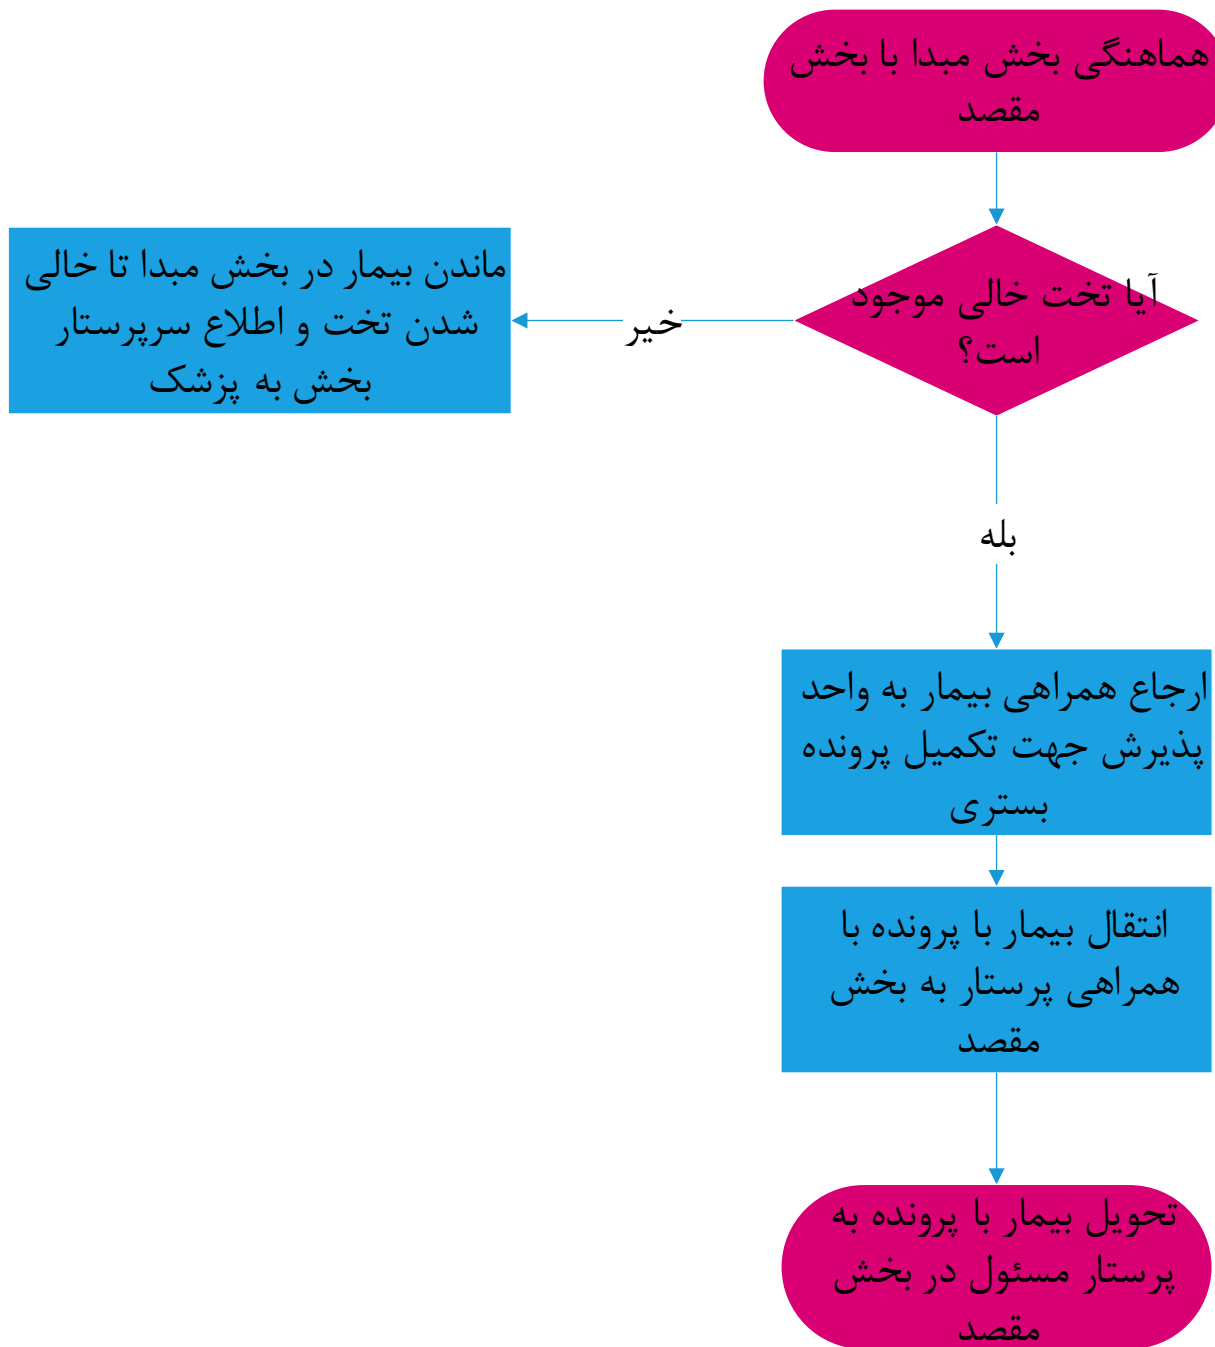 هماهنگی بخش مبدا با بخش
مقصد
آیا تخت خالی موجود
است؟
خیر
ماندن بیمار در بخش مبدا تا خالی
شدن تخت و اطلاع سرپرستار
بخش به پزشک
بله
ارجاع همراهی بیمار به واحد
پذیرش جهت تکمیل پرونده
بستری
انتقال بیمار با پرونده با
همراهی پرستار به بخش
مقصد
تحویل بیمار با پرونده به
پرستار مسئول در بخش
مقصد